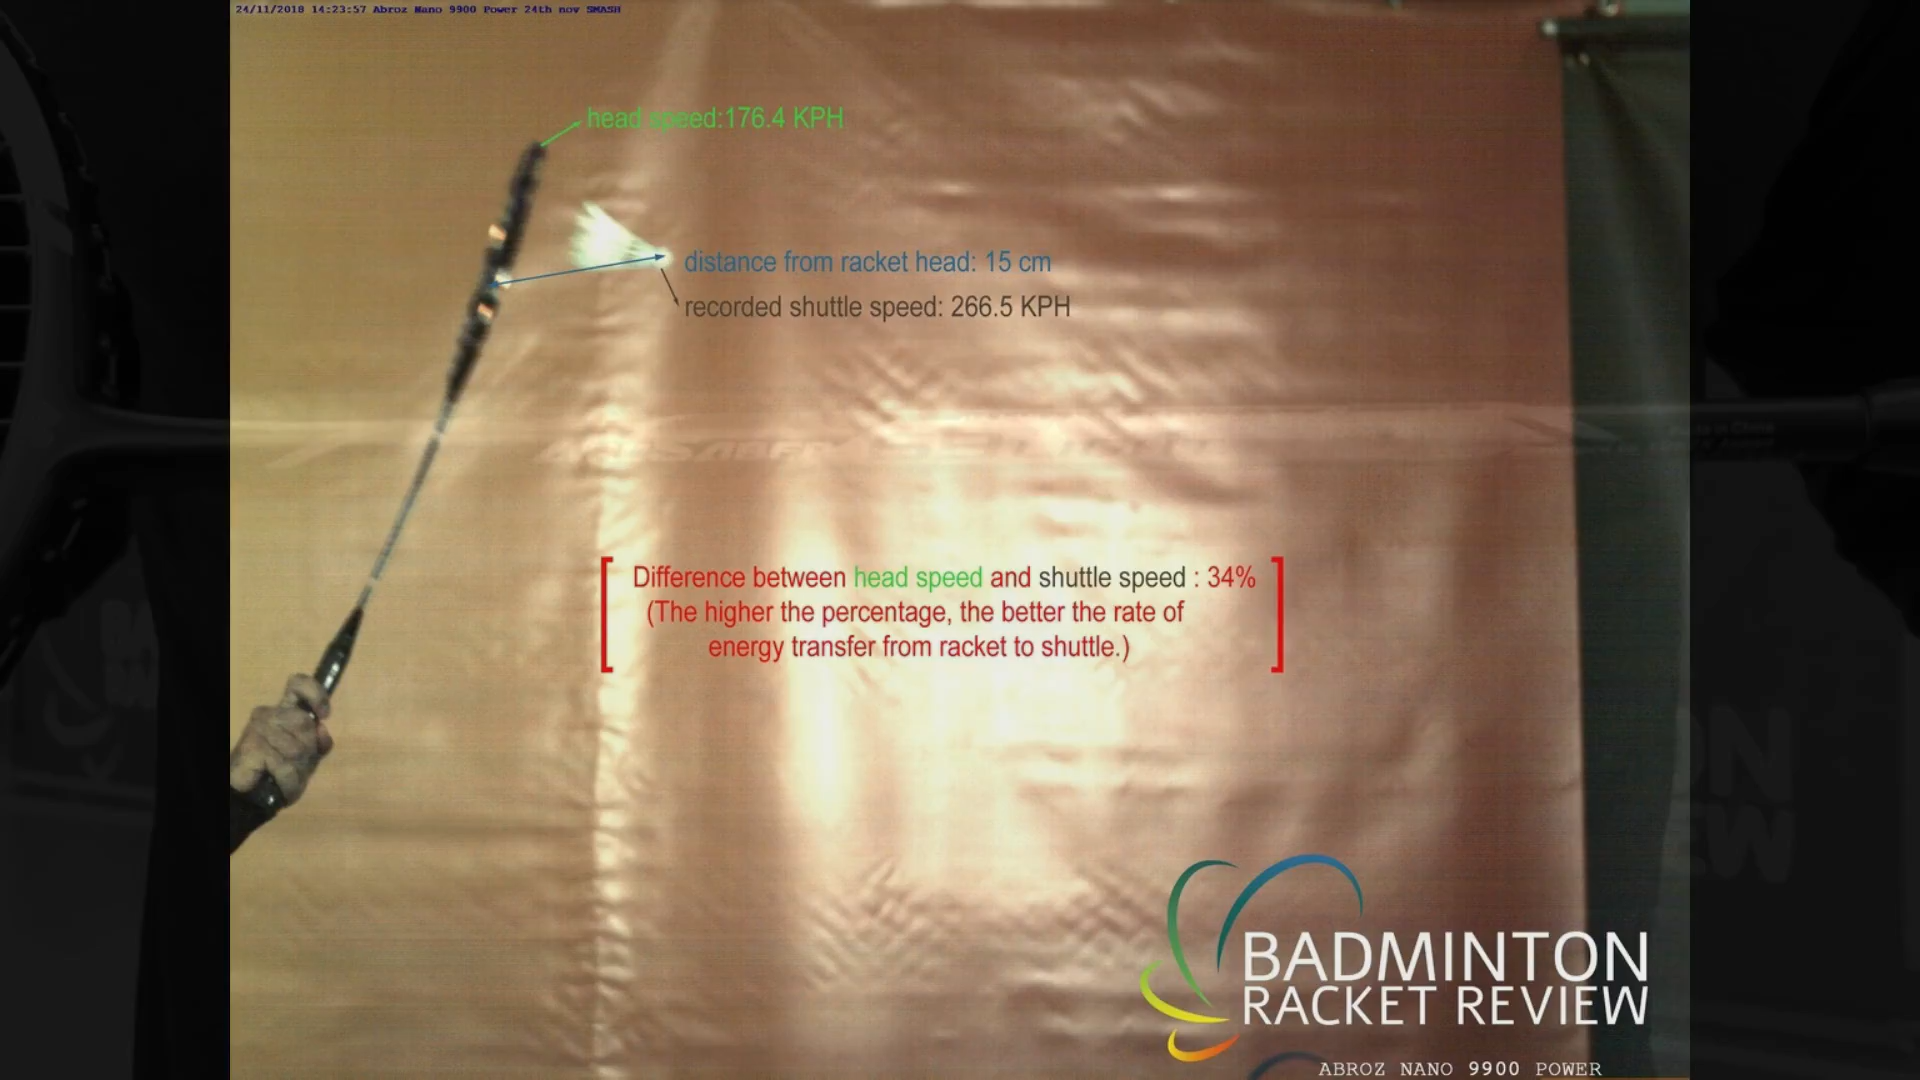 24/11/2018 14:23:57 Abroz Nano 9900 Power 24th nov SMASH
head speed:176.4 KPH
distance from racket head: 15 cm
recorded shuttle speed: 266.5 KPH
Difference between head speed and shuttle speed : 34%
(The higher the percentage, the better the rate of
energy transfer from racket to shuttle.)
BADMINTON
RACKET REVIEW
ABROZ NANO 9900 POWER